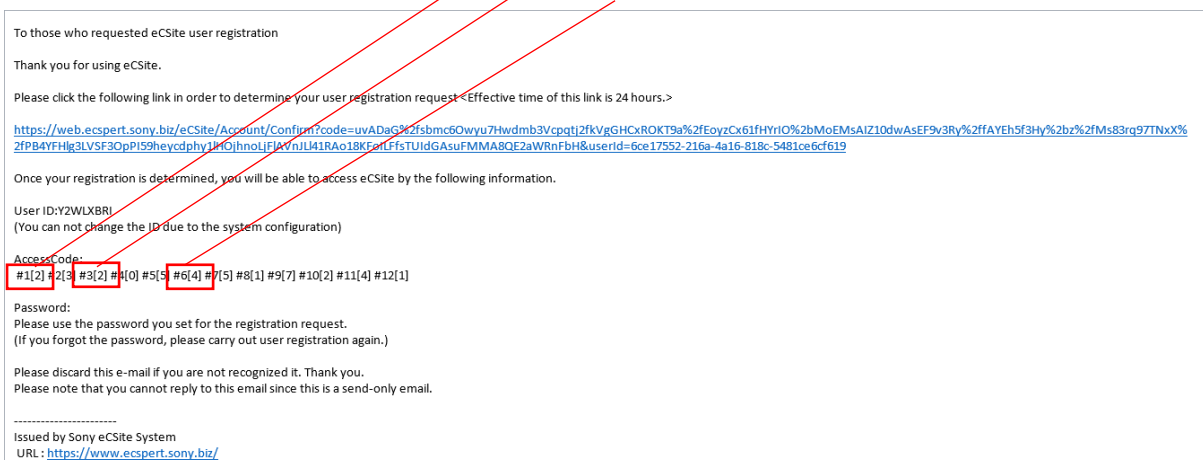 To those who requested eCSite user registration
Thank you for using eCSite.
Please click the following link in order to determine your user registration request <Effective time of this link is 24 hours.>
https://web.ecspert.sony.biz/eCSite/Account/Confirm?code=uvADaG%2fsbmc6Owyu7Hwdmb3Vcpqtj2fkVgGHCxROKT9a%2fEoyzCx61fHYrIO%2bMoEMsAIZ10dwAsEF9v3Ry%2ffAYEh5f3Hy%2bz%2fMs83rq97TNxX%
2fPB4YFHlg3LVSF3OpPI59heycdphy1lHOjhnoLjFlAVnJLl41RAo18KFoILFfsTUIdGAsuFMMA8QE2aWRnFbH&userId=6ce17552-216a-4a16-818c-5481ce6cf619
Once your registration is determined, you will be able to access eCSite by the following information.
User ID:Y2WLXBRI
(You can not change the ID due to the system configuration)
AccessCode:
#1[2] #2[3] #3[2] #4[0] #5[5] #6[4] #7[5] #8[1] #9[7] #10[2] #11[4] #12[1]
Password:
Please use the password you set for the registration request.
(If you forgot the password, please carry out user registration again.)
Please discard this e-mail if you are not recognized it. Thank you.
Please note that you cannot reply to this email since this is a send-only email.
-----------------------
Issued by Sony eCSite System
URL : https://www.ecspert.sony.biz/